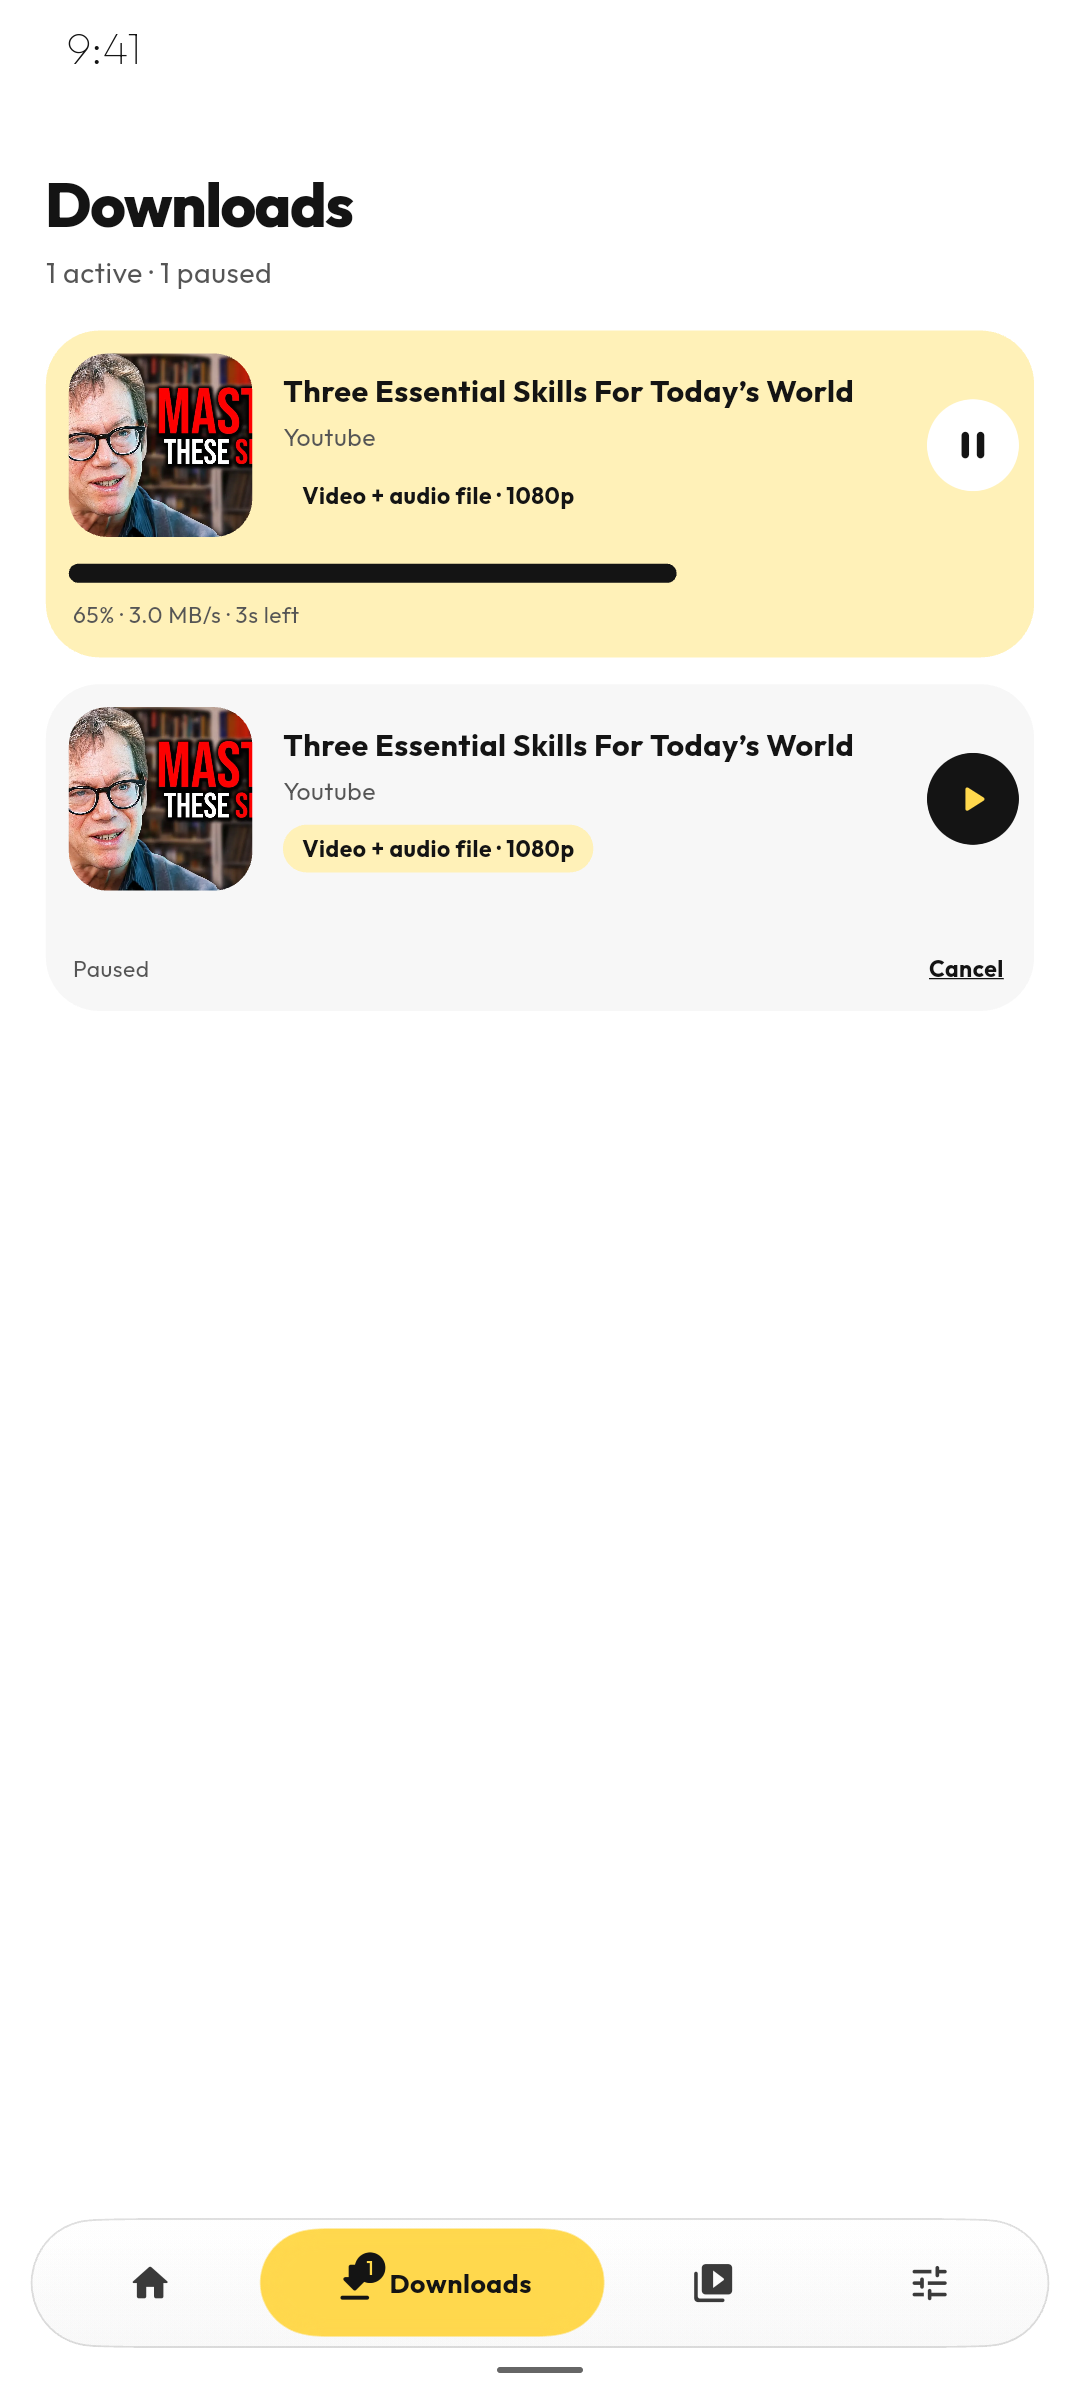 9:41
Downloads
1 active · 1 paused
MAST
THESE S
Three Essential Skills For Today’s World
Youtube
Video + audio file · 1080p
65% · 3.0 MB/s · 3s left
MAST
THESE S
Three Essential Skills For Today’s World
Youtube
Video + audio file · 1080p
Paused
Cancel
1
Downloads